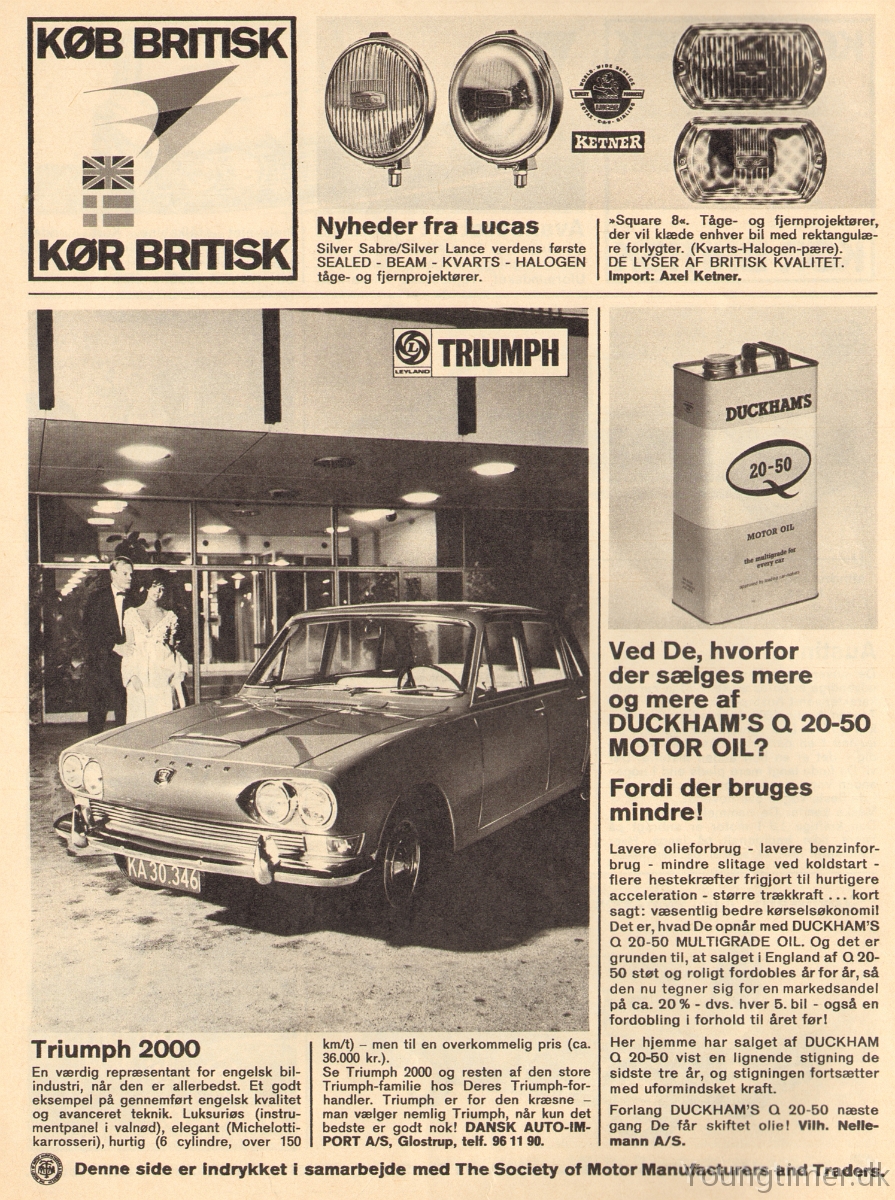 KØB BRITISK
KØR BRITISK
KETNER
Nyheder fra Lucas
Silver Sabre/Silver Lance verdens første
SEALED - BEAM - KVARTS - HALOGEN
tåge- og fjernprojektører.
»Square 8«. Tåge- og fjernprojektører,
der vil klæde enhver bil med rektangulæ-
re forlygter. (Kvarts-Halogen-pære).
DE LYSER AF BRITISK KVALITET.
Import: Axel Ketner.
LEYLAND
TRIUMPH
TRIUMPH
KA 30.346
Triumph 2000
En værdig repræsentant for engelsk bil-
industri, når den er allerbedst. Et godt
eksempel på gennemført engelsk kvalitet
og avanceret teknik. Luksuriøs (instru-
mentpanel i valnød), elegant (Michelotti-
karrosseri), hurtig (6 cylindre, over 150
km/t) – men til en overkommelig pris (ca.
36.000 kr.).
Se Triumph 2000 og resten af den store
Triumph-familie hos Deres Triumph-for-
handler. Triumph er for den kræsne –
man vælger nemlig Triumph, når kun det
bedste er godt nok! DANSK AUTO-IM-
PORT A/S, Glostrup, telf. 96 11 90.
DUCKHAM'S
Q
20-50
MOTOR OIL
the multigrade for
every car
Ved De, hvorfor
der sælges mere
og mere af
DUCKHAM'S Q 20-50
MOTOR OIL?
Fordi der bruges
mindre!
Lavere olieforbrug - lavere benzinfor-
brug - mindre slitage ved koldstart -
flere hestekræfter frigjort til hurtigere
acceleration - større trækkraft ... kort
sagt: væsentlig bedre kørselsøkonomi!
Det er, hvad De opnår med DUCKHAM'S
Q 20-50 MULTIGRADE OIL. Og det er
grunden til, at salget i England af Q 20-
50 støt og roligt fordobles år for år, så
den nu tegner sig for en markedsandel
på ca. 20 % - dvs. hver 5. bil - også en
fordobling i forhold til året før!
Her hjemme har salget af DUCKHAM
Q 20-50 vist en lignende stigning de
sidste tre år, og stigningen fortsætter
med uformindsket kraft.
Forlang DUCKHAM'S Q 20-50 næste
gang De får skiftet olie! Vilh. Nelle-
mann A/S.
Denne side er indrykket i samarbejde med The Society of Motor Manufacturers and Traders.
Youngtimer.dk